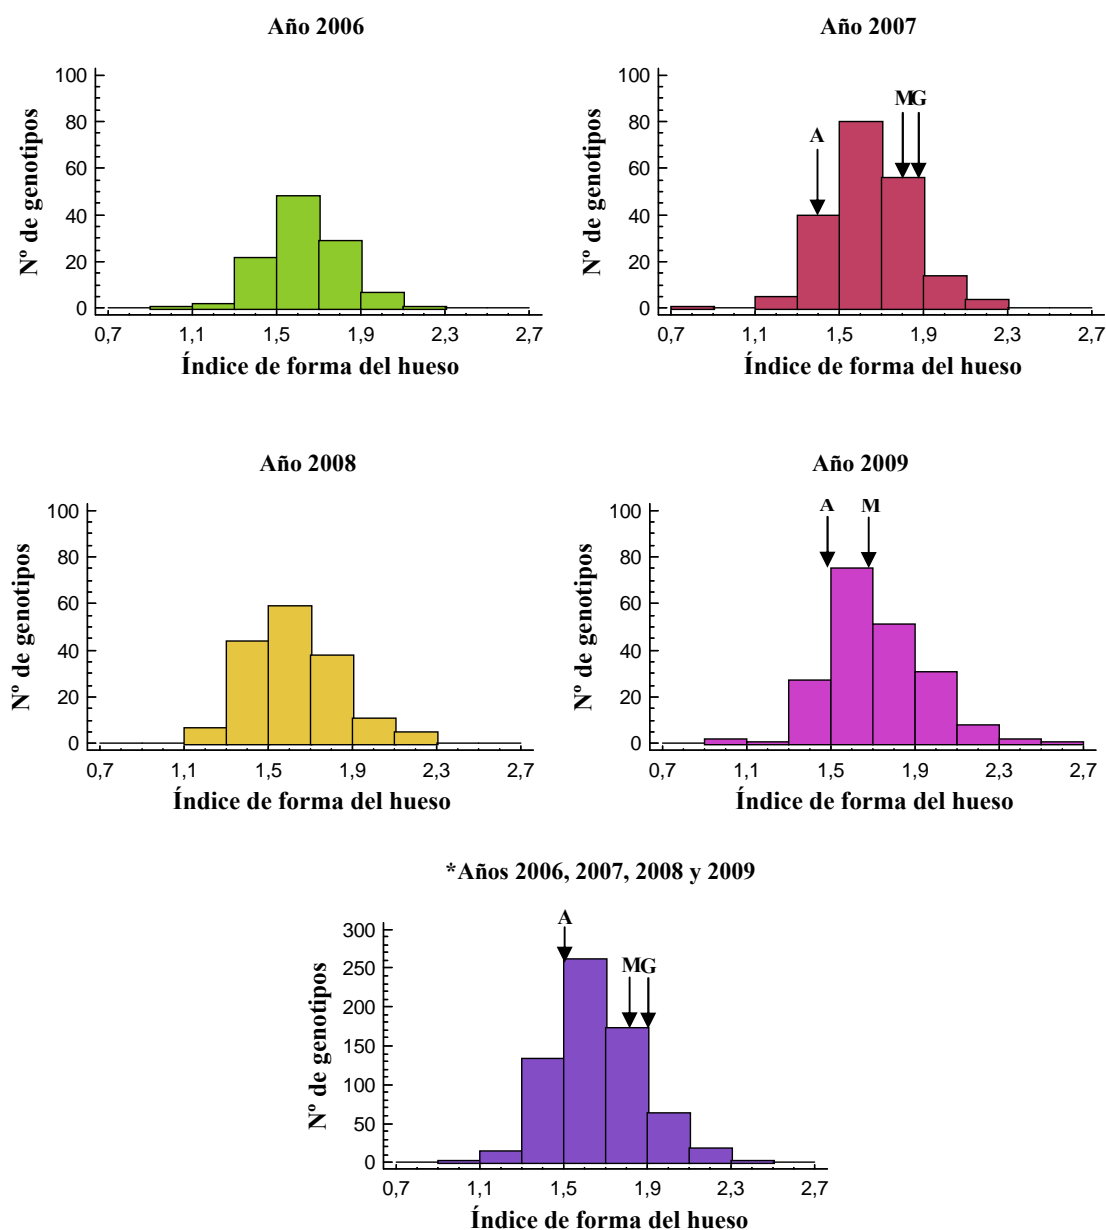 Año 2006
100
80
60
40
20
0
Nº de genotipos
0,7 1,1 1,5 1,9 2,3 2,7
Índice de forma del hueso
Año 2007
A M G
100
80
60
40
20
0
Nº de genotipos
0,7 1,1 1,5 1,9 2,3 2,7
Índice de forma del hueso
Año 2008
100
80
60
40
20
0
Nº de genotipos
0,7 1,1 1,5 1,9 2,3 2,7
Índice de forma del hueso
Año 2009
A M
100
80
60
40
20
0
Nº de genotipos
0,7 1,1 1,5 1,9 2,3 2,7
Índice de forma del hueso
*Años 2006, 2007, 2008 y 2009
A M G
300
250
200
150
100
50
0
Nº de genotipos
0,7 1,1 1,5 1,9 2,3 2,7
Índice de forma del hueso